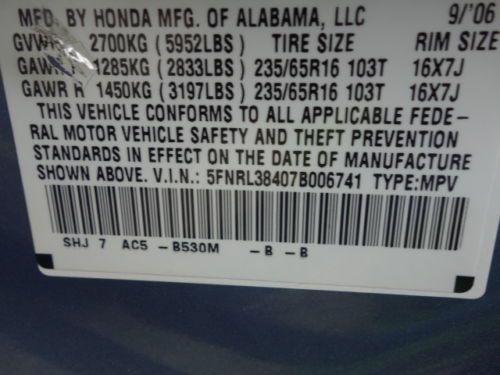 MFD. BY HONDA MFG. OF ALABAMA, LLC 9/'06
GVWR 2700KG (5952LBS) TIRE SIZE RIM SIZE
GAWR F 1285KG (2833LBS) 235/65R16 103T 16X7J
GAWR R 1450KG (3197LBS) 235/65R16 103T 16X7J
THIS VEHICLE CONFORMS TO ALL APPLICABLE FEDE-
RAL MOTOR VEHICLE SAFETY AND THEFT PREVENTION
STANDARDS IN EFFECT ON THE DATE OF MANUFACTURE
SHOWN ABOVE. V.I.N.: 5FNRL38407B006741 TYPE:MPV
SHJ 7 AC5 -B530M -B -B